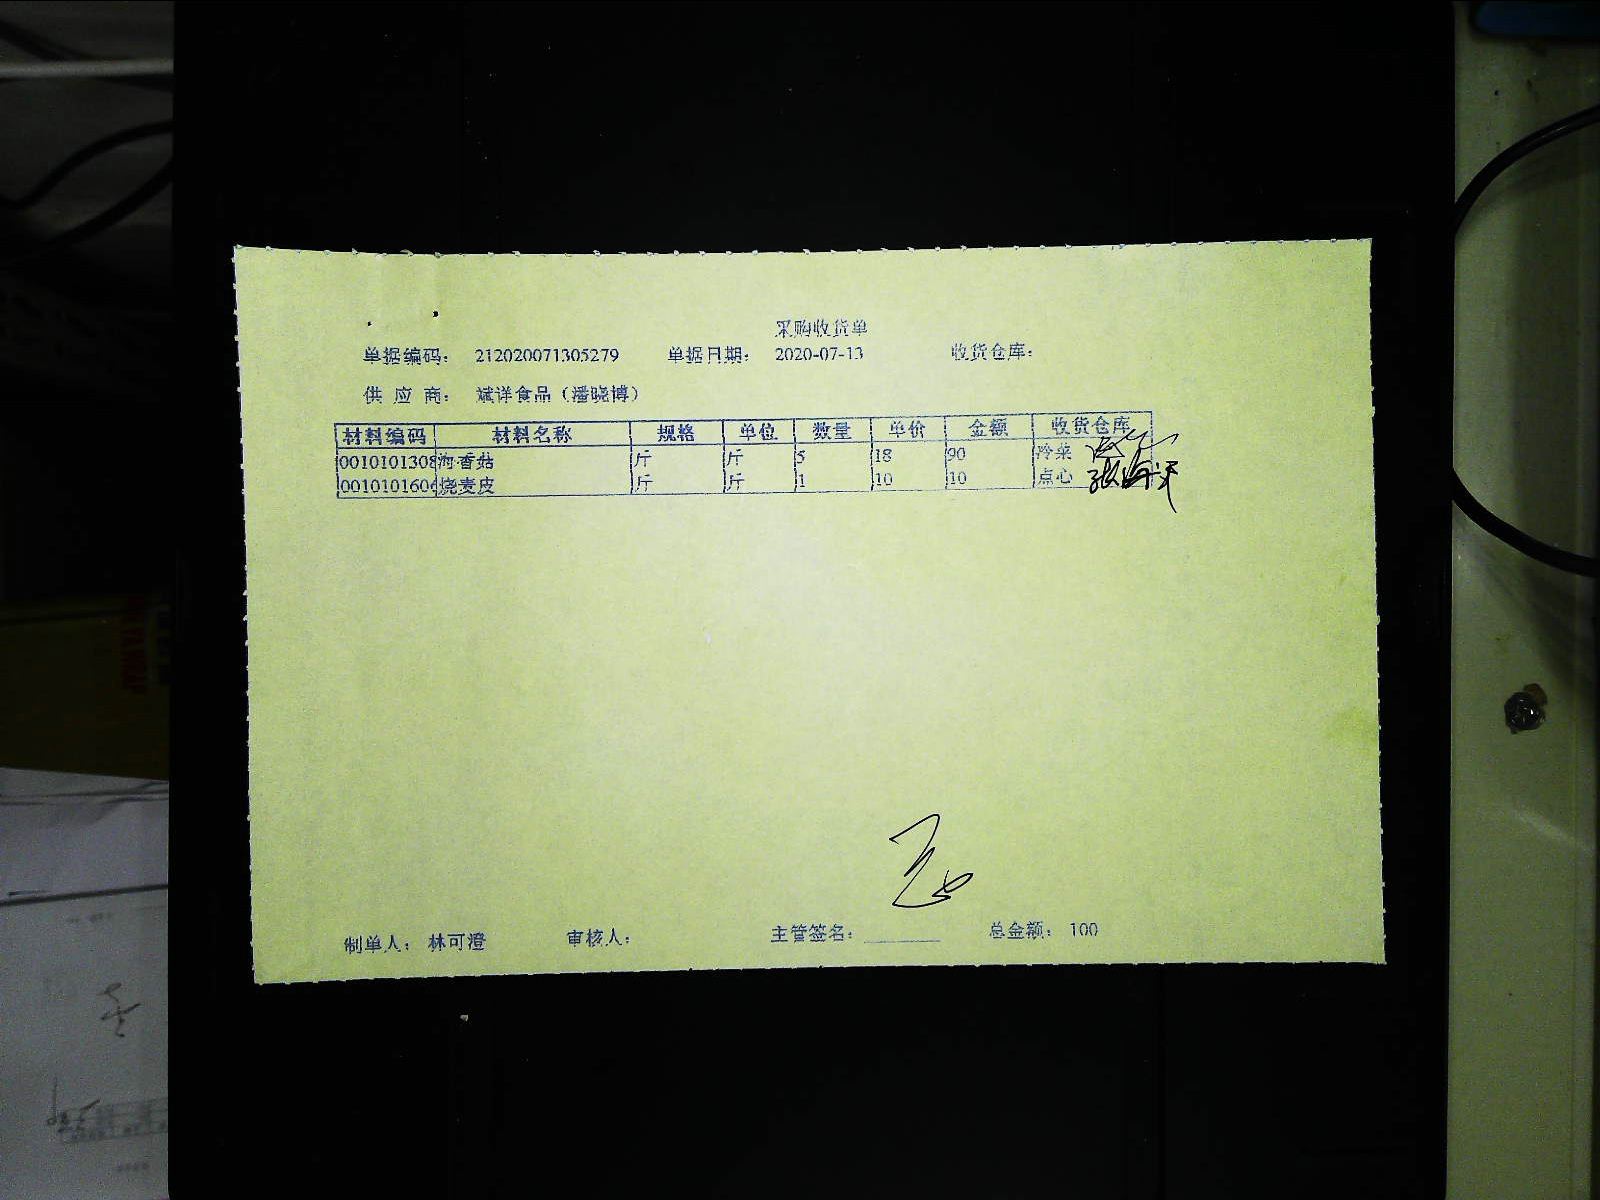 采购收货单
单据编码： 212020071305279 单据日期： 2020-07-13 收货仓库：
供 应 商： 斌洋食品（潘晓博）
材料编码 材料名称 规格 单位 数量 单价 金额 收货仓库
0010101308 海香菇 斤 斤 5 18 90 冷菜
001010160 烧麦皮 斤 斤 1 10 10 点心
制单人： 林可澄 审核人： 主管签名： 总金额： 100